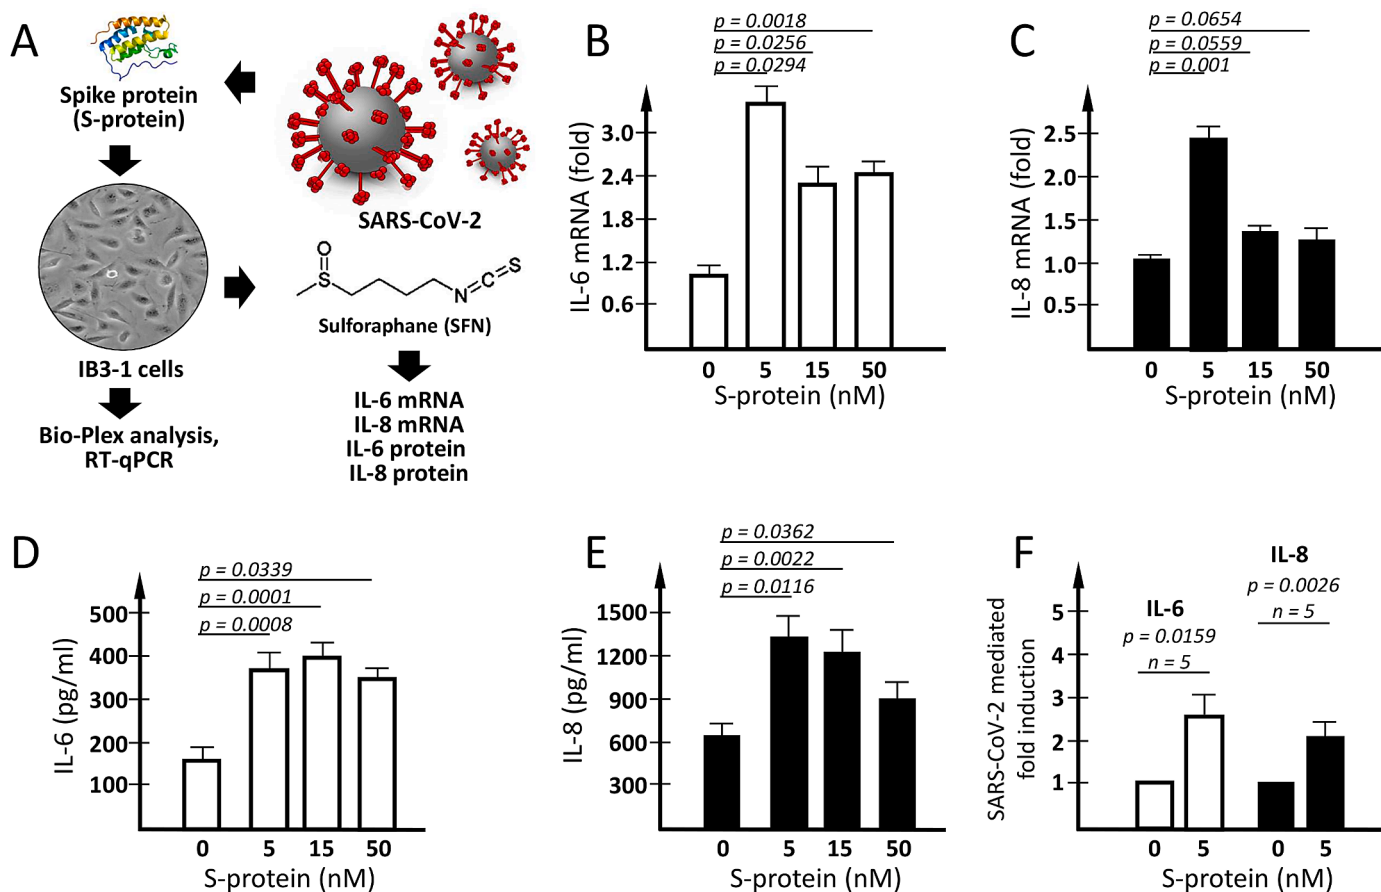 A
Spike protein
(S-protein)
SARS-CoV-2
O
S
N
C
S
Sulforaphane (SFN)
IB3-1 cells
Bio-Plex analysis,
RT-qPCR
IL-6 mRNA
IL-8 mRNA
IL-6 protein
IL-8 protein
B
p = 0.0018
p = 0.0256
p = 0.0294
IL-6 mRNA (fold)
3.0
2.4
1.8
1.2
0.6
0 5 15 50
S-protein (nM)
C
p = 0.0654
p = 0.0559
p = 0.001
IL-8 mRNA (fold)
2.5
2.0
1.5
1.0
0.5
0 5 15 50
S-protein (nM)
D
p = 0.0339
p = 0.0001
p = 0.0008
IL-6 (pg/ml)
500
400
300
200
100
0 5 15 50
S-protein (nM)
E
p = 0.0362
p = 0.0022
p = 0.0116
IL-8 (pg/ml)
1500
1200
900
600
300
0 5 15 50
S-protein (nM)
F
SARS-CoV-2 mediated
fold induction
5
4
3
2
1
IL-6
p = 0.0159
n = 5
IL-8
p = 0.0026
n = 5
0 5 0 5
S-protein (nM)